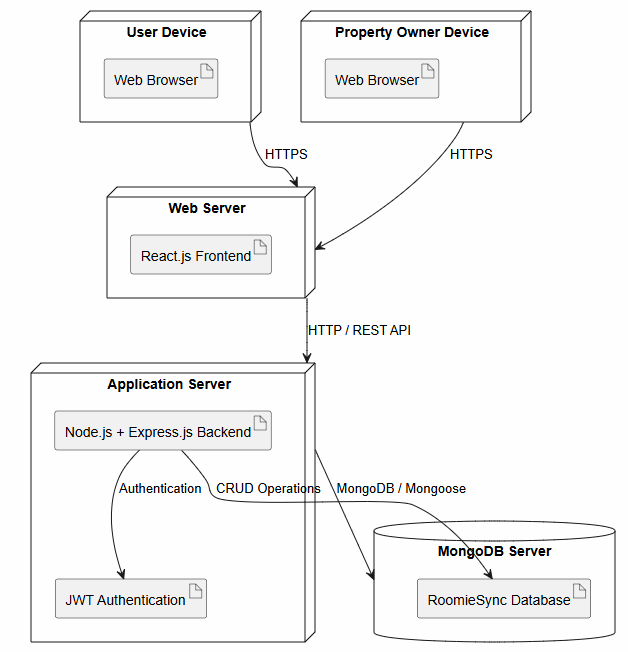 User Device
Property Owner Device
Web Browser
Web Browser
HTTPS
HTTPS
Web Server
React.js Frontend
HTTP / REST API
Application Server
Node.js + Express.js Backend
Authentication
CRUD Operations
MongoDB / Mongoose
MongoDB Server
JWT Authentication
RoomieSync Database